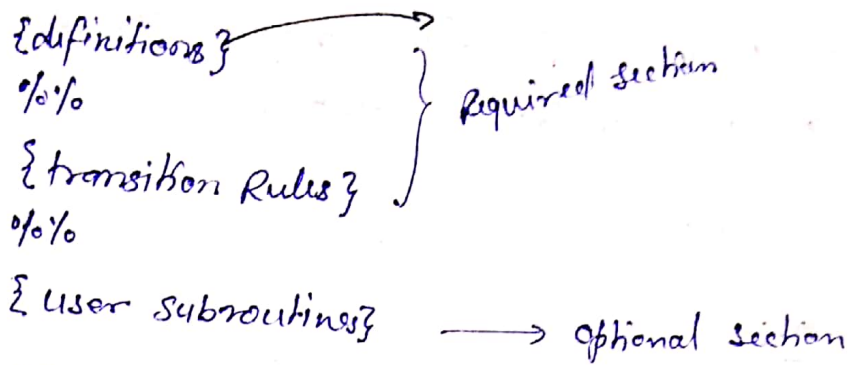 {definitions}
%%
Required section
{transition Rules}
%%
{user subroutines}
optional section